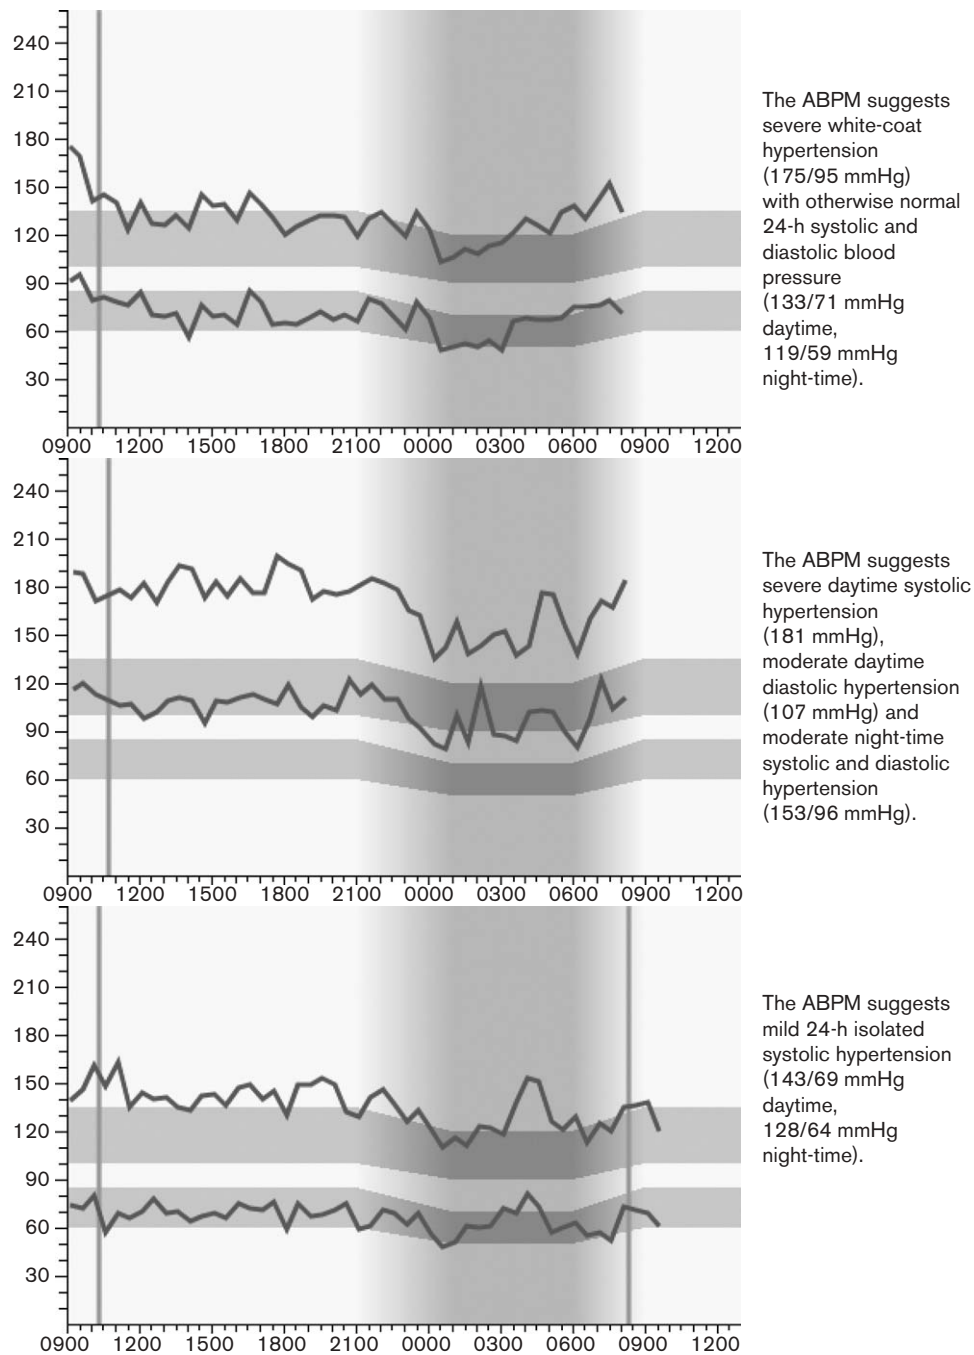 240
210
180
150
120
90
60
30
0900 1200 1500 1800 2100 0000 0300 0600 0900 1200
The ABPM suggests
severe white-coat
hypertension
(175/95 mmHg)
with otherwise normal
24-h systolic and
diastolic blood
pressure
(133/71 mmHg
daytime,
119/59 mmHg
night-time).
240
210
180
150
120
90
60
30
0900 1200 1500 1800 2100 0000 0300 0600 0900 1200
The ABPM suggests
severe daytime systolic
hypertension
(181 mmHg),
moderate daytime
diastolic hypertension
(107 mmHg) and
moderate night-time
systolic and diastolic
hypertension
(153/96 mmHg).
240
210
180
150
120
90
60
30
0900 1200 1500 1800 2100 0000 0300 0600 0900 1200
The ABPM suggests
mild 24-h isolated
systolic hypertension
(143/69 mmHg
daytime,
128/64 mmHg
night-time).